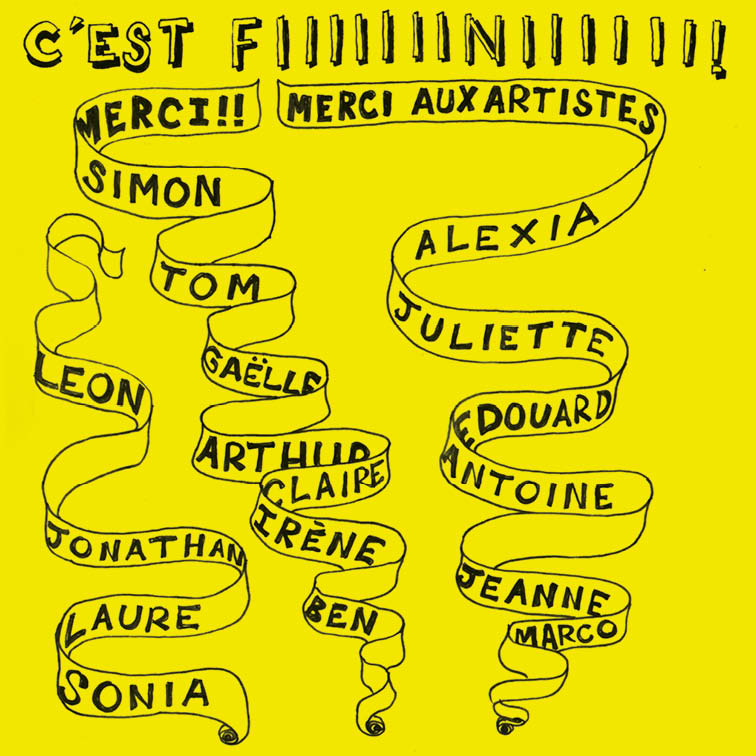 C'EST FIIIIIIINIIIIIII!
MERCI!!
SIMON
TOM
GAËLLE
ARTHUR
CLAIRE
IRÈNE
BEN
LEON
JONATHAN
LAURE
SONIA
MERCI AUX ARTISTES
ALEXIA
JULIETTE
EDOUARD
ANTOINE
JEANNE
MARCO